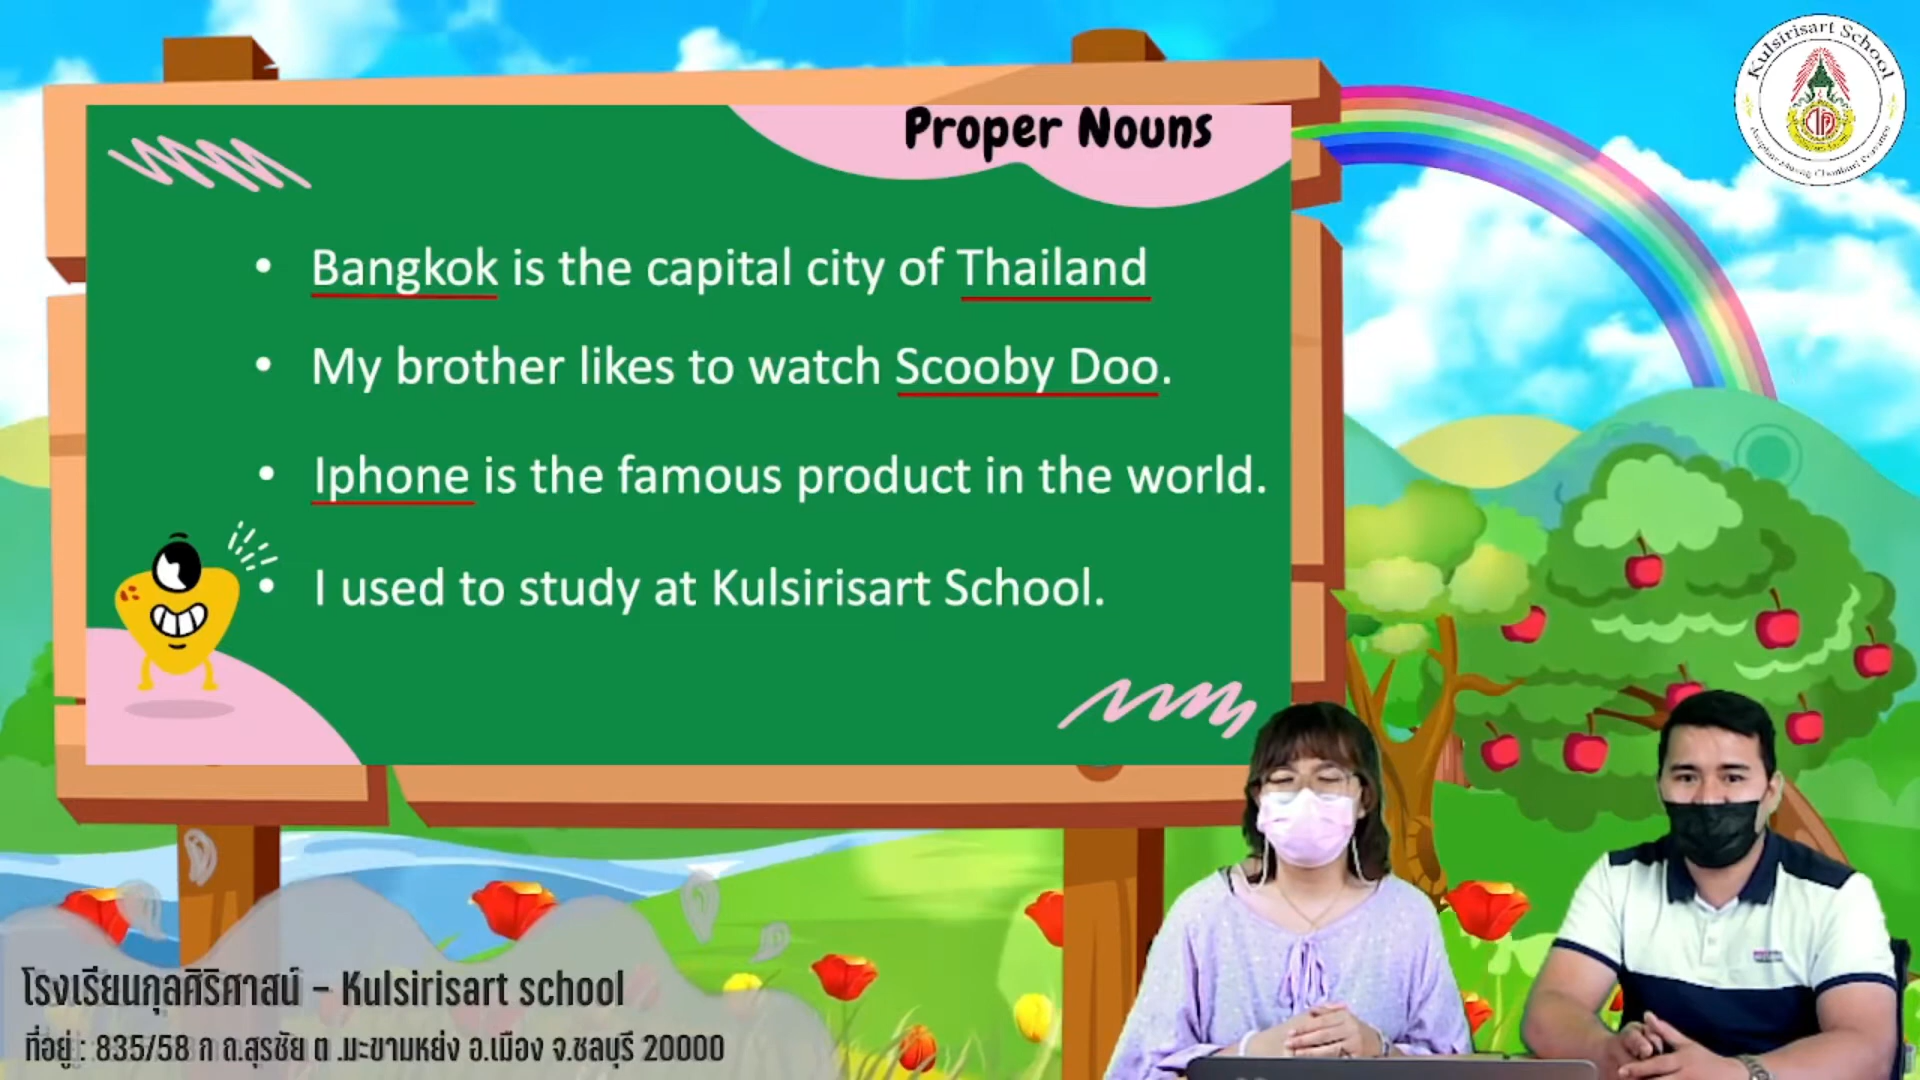 Proper Nouns
Kulsirisart School
• Bangkok is the capital city of Thailand
• My brother likes to watch Scooby Doo.
• Iphone is the famous product in the world.
• I used to study at Kulsirisart School.
โรงเรียนกุลศิริศาสน์ - Kulsirisart school
ที่อยู่ : 835/58 ก ถ.สุรชัย ต .มะขามหย่ง อ.เมือง จ.ชลบุรี 20000